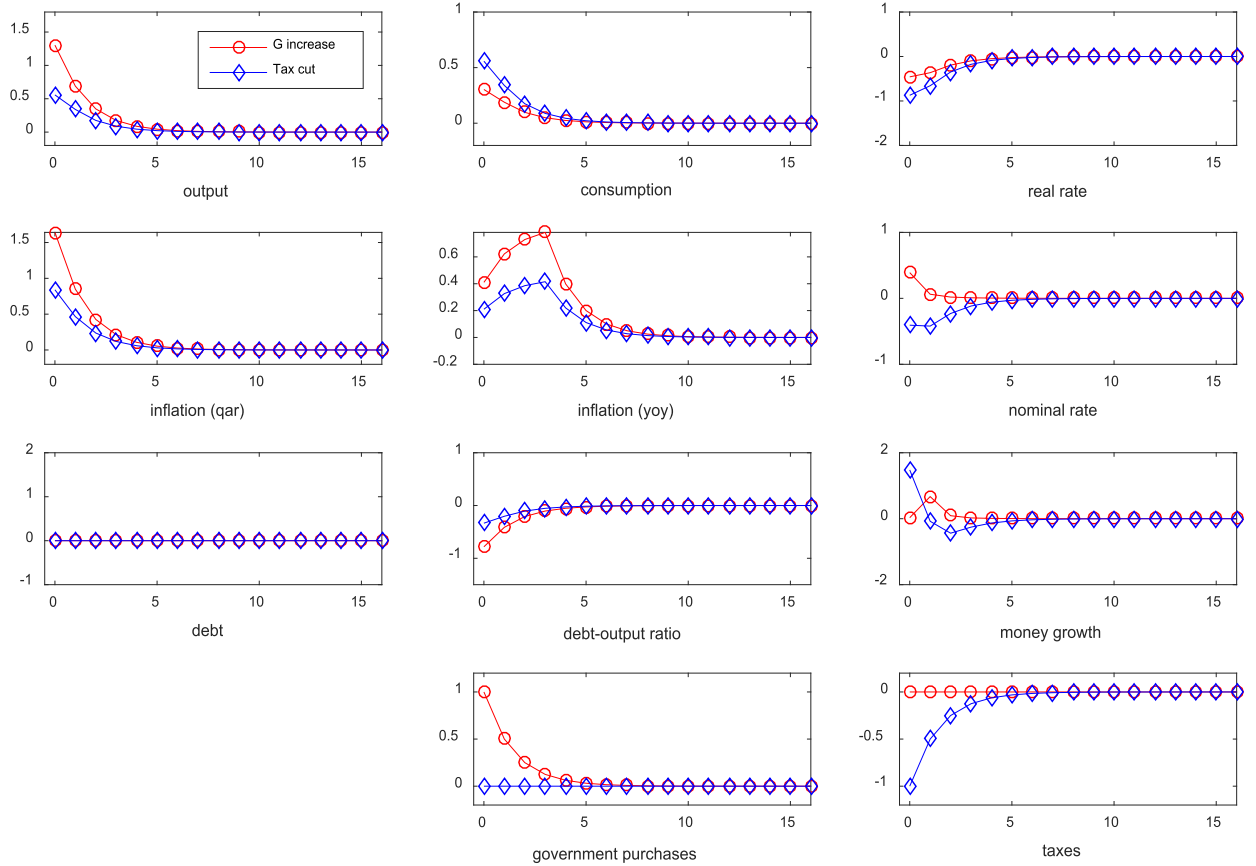 1.5
1
0.5
0
0 5 10 15
output
G increase
Tax cut
1
0.5
0
0 5 10 15
consumption
1
0
-1
-2
0 5 10 15
real rate
1.5
1
0.5
0
0 5 10 15
inflation (qar)
0.6
0.4
0.2
0
-0.2
0 5 10 15
inflation (yoy)
1
0
-1
0 5 10 15
nominal rate
2
1
0
-1
0 5 10 15
debt
1
0
-1
0 5 10 15
debt-output ratio
2
0
-2
0 5 10 15
money growth
1
0.5
0
0 5 10 15
government purchases
0
-0.5
-1
0 5 10 15
taxes